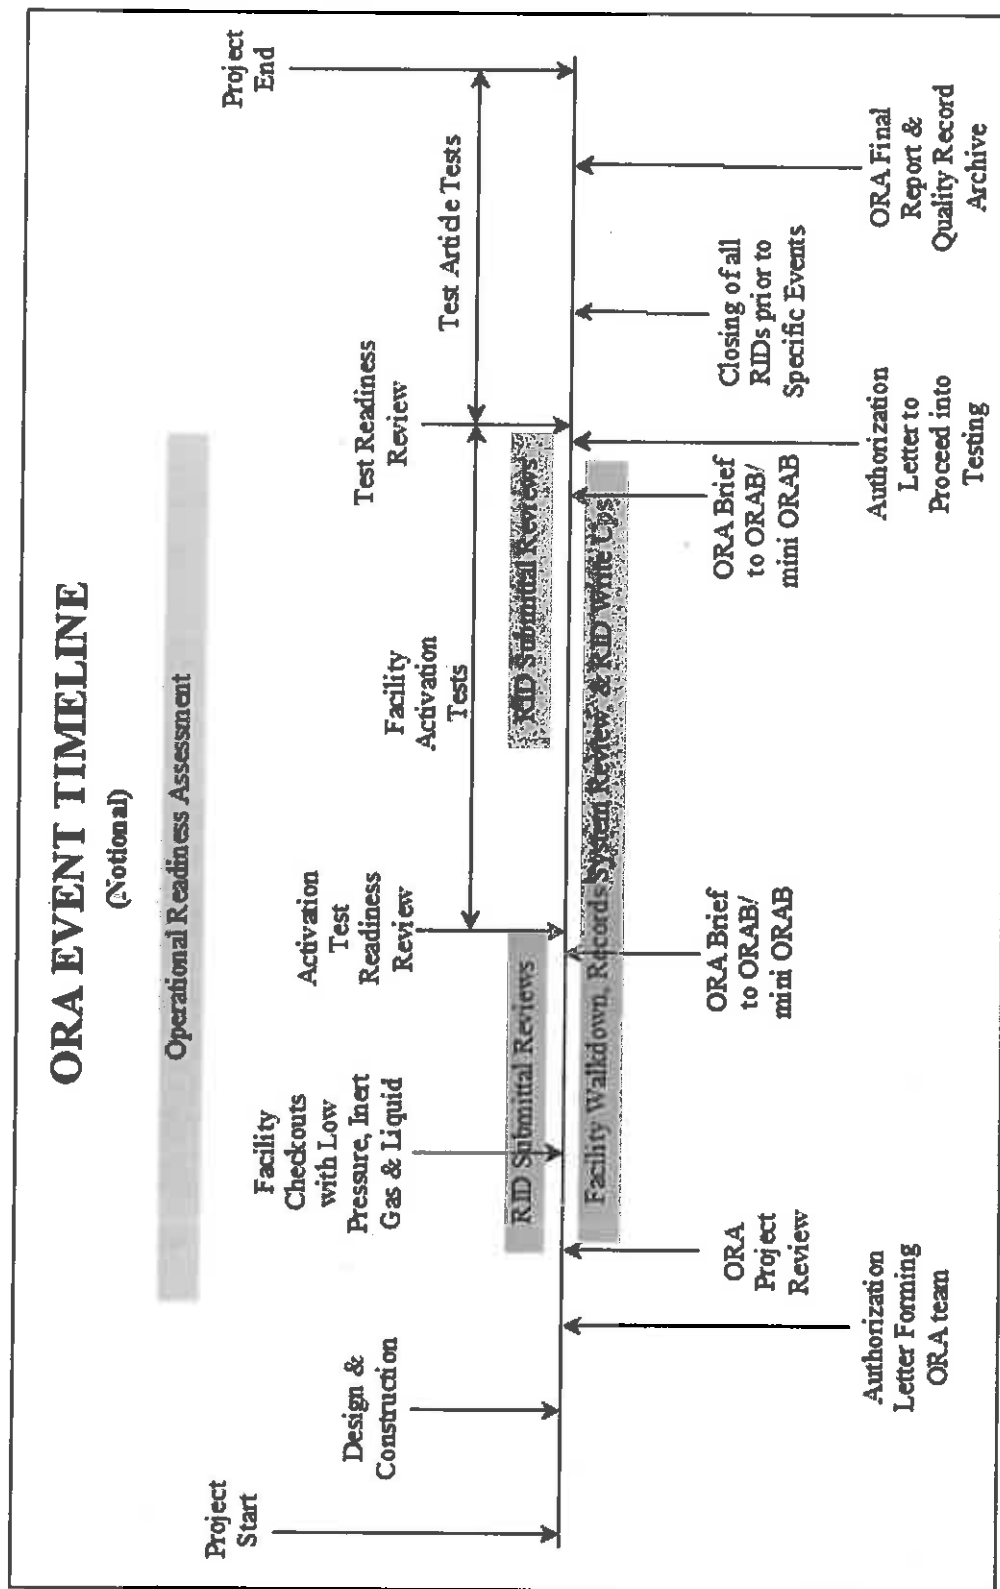 ORA EVENT TIMELINE
(Notional)
Operational Readiness Assessment
Project
Start
Design &
Construction
Facility
Checkouts
with Low
Pressure, Inert
Gas & Liquid
Activation
Test
Readiness
Review
Facility
Activation
Tests
Test Readiness
Review
Test Article Tests
Project
End
RID Submittal Reviews
RID Submittal Reviews
Facility Walkdown, Records System Review & RID Write Ups
Authorization
Letter Forming
ORA team
ORA
Project
Review
ORA Brief
to ORAB/
mini ORAB
ORA Brief
to ORAB/
mini ORAB
Authorization
Letter to
Proceed into
Testing
Closing of all
RIDs prior to
Specific Events
ORA Final
Report &
Quality Record
Archive